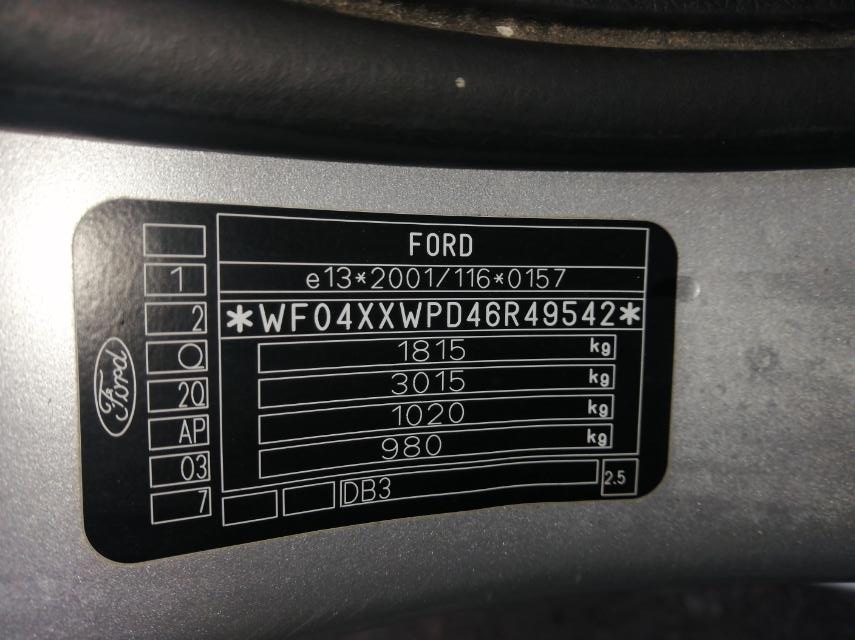 FORD
1
e13*2001/116*0157
2
*WF04XXWPD46R49542*
Q
1815 kg
20
3015 kg
AP
1020 kg
03
980 kg
7
DB3
2.5
Ford